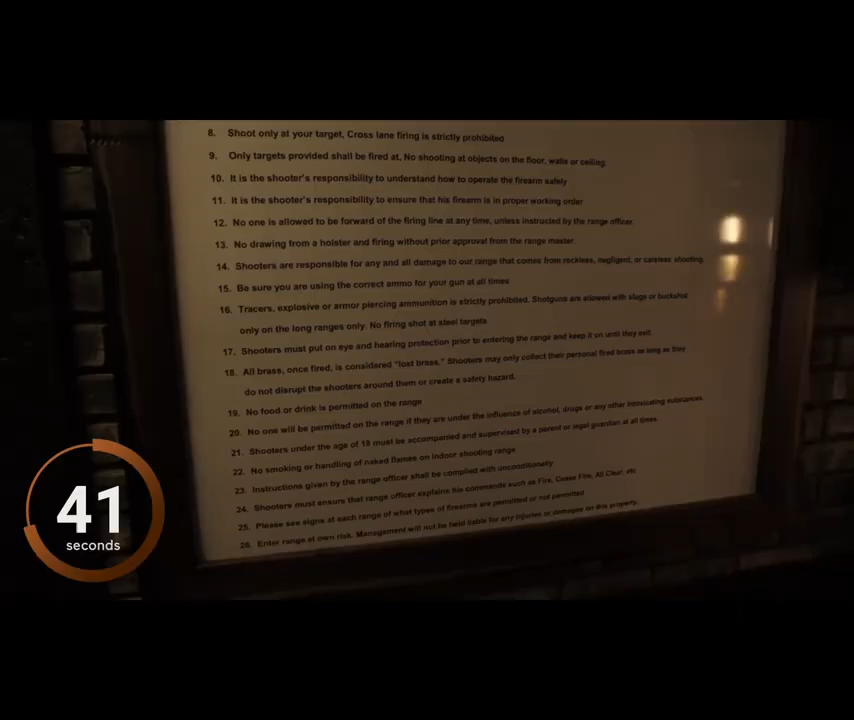 8. Shoot only at your target, Cross lane firing is strictly prohibited
9. Only targets provided shall be fired at, No shooting at objects on the floor, walls or ceiling.
10. It is the shooter's responsibility to understand how to operate the firearm safely
11. It is the shooter's responsibility to ensure that his firearm is in proper working order
12. No one is allowed to be forward of the firing line at any time, unless instructed by the range officer.
13. No drawing from a holster and firing without prior approval from the range master.
14. Shooters are responsible for any and all damage to our range that comes from reckless, negligent, or careless shooting.
15. Be sure you are using the correct ammo for your gun at all times
16. Tracers, explosive or armor piercing ammunition is strictly prohibited. Shotguns are allowed with slugs or buckshot
only on the long ranges only. No firing shot at steel targets
17. Shooters must put on eye and hearing protection prior to entering the range and keep it on until they exit.
18. All brass, once fired, is considered "lost brass." Shooters may only collect their personal fired brass as long as they
do not disrupt the shooters around them or create a safety hazard.
19. No food or drink is permitted on the range
20. No one will be permitted on the range if they are under the influence of alcohol, drugs or any other intoxicating substances.
21. Shooters under the age of 18 must be accompanied and supervised by a parent or legal guardian at all times.
22. No smoking or handling of naked flames on indoor shooting range
23. Instructions given by the range officer shall be complied with unconditionally
24. Shooters must ensure that range officer explains his commands such as Fire, Cease Fire, All Clear, etc
25. Please see signs at each range of what types of firearms are permitted or not permitted
26. Enter range at own risk. Management will not be held liable for any injuries or damages on this property.
41
seconds